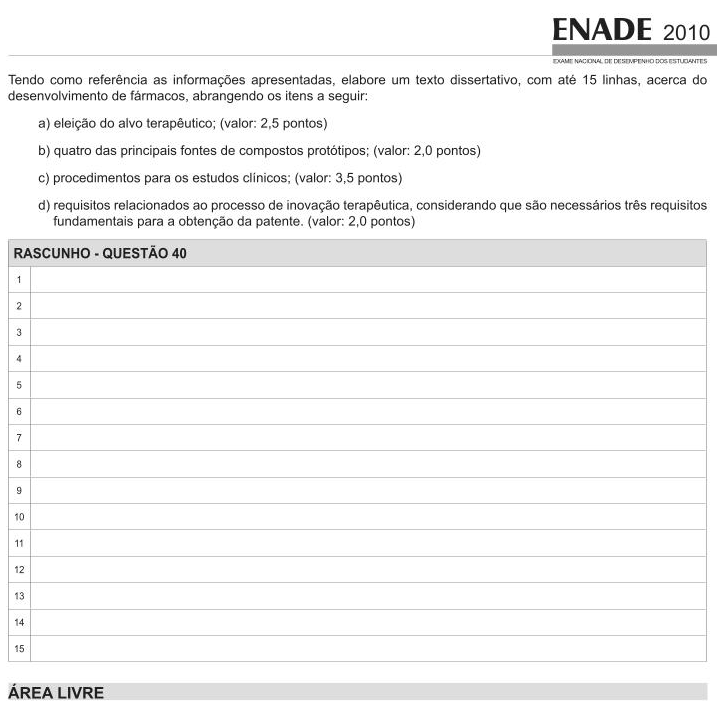 ENADE 2010
EXAME NACIONAL DE DESEMPENHO DOS ESTUDANTES
Tendo como referência as informações apresentadas, elabore um texto dissertativo, com até 15 linhas, acerca do
desenvolvimento de fármacos, abrangendo os itens a seguir:
a) eleição do alvo terapêutico; (valor: 2,5 pontos)
b) quatro das principais fontes de compostos protótipos; (valor: 2,0 pontos)
c) procedimentos para os estudos clínicos; (valor: 3,5 pontos)
d) requisitos relacionados ao processo de inovação terapêutica, considerando que são necessários três requisitos
fundamentais para a obtenção da patente. (valor: 2,0 pontos)
RASCUNHO - QUESTÃO 40
1
2
3
4
5
6
7
8
9
10
11
12
13
14
15
ÁREA LIVRE